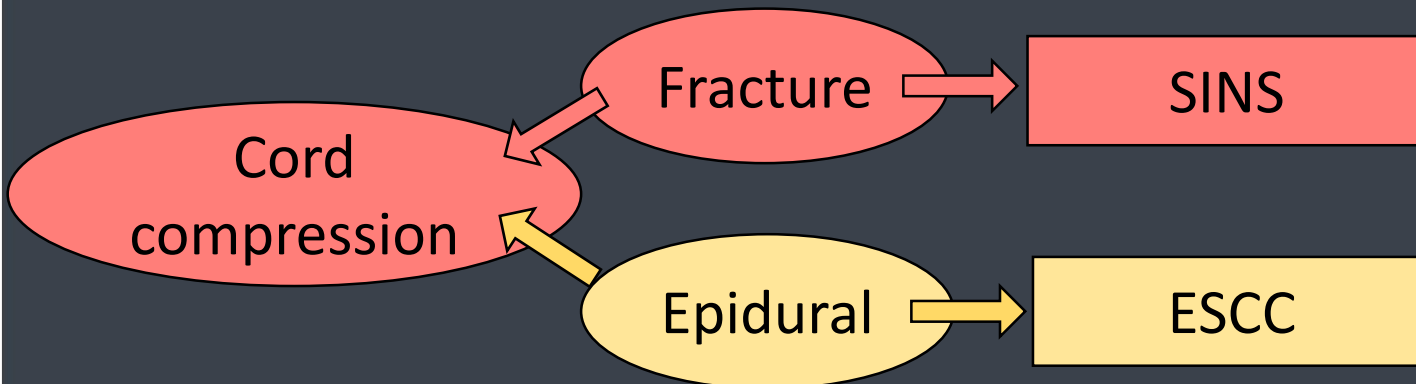 Fracture
SINS
Cord
compression
Epidural
ESCC